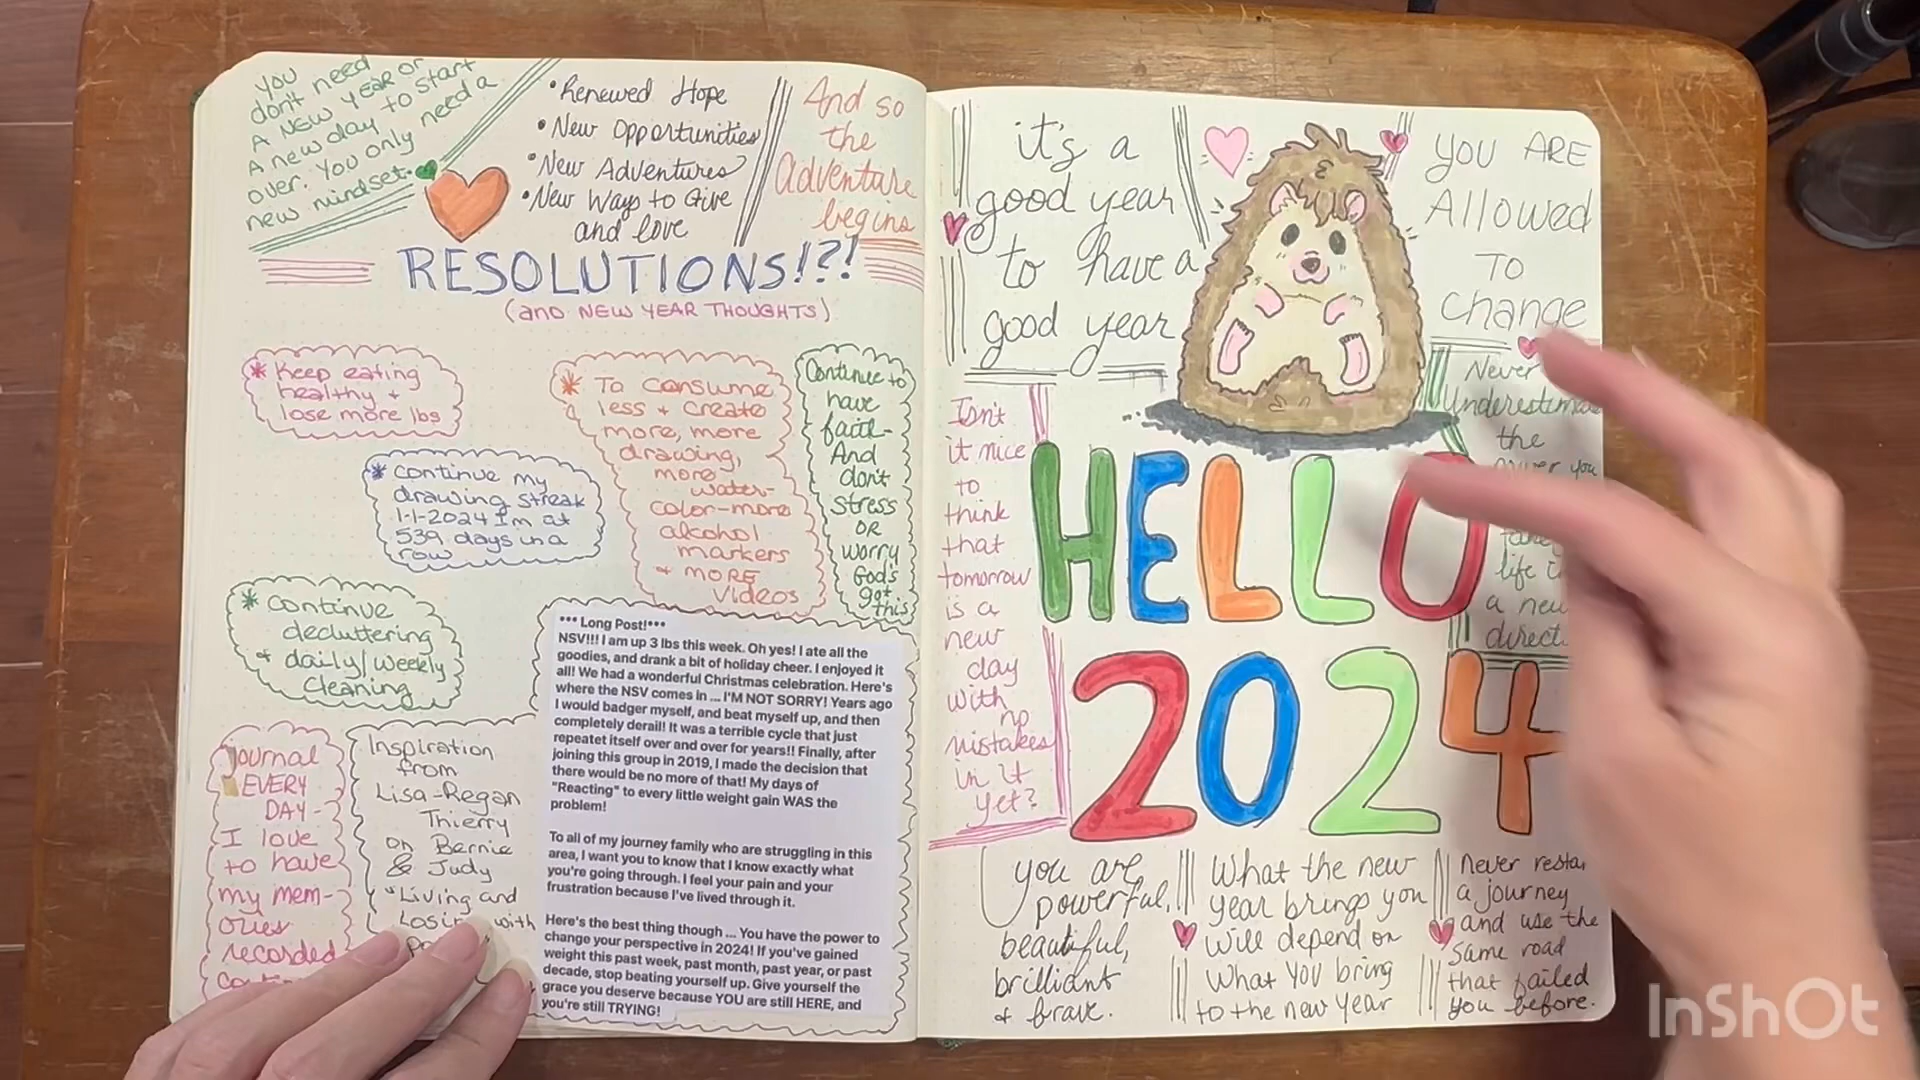 you
don't need
A New Year or
A new day to start
over. You only need a
new mindset.
• Renewed Hope
• New Opportunities
• New Adventures
• New Ways to Give
and love
And so
the
Adventure
begins
RESOLUTIONS!?!
(and NEW YEAR THOUGHTS)
* Keep eating
healthy +
lose more lbs
* continue my
drawing streak
1-1-2024 I'm at
539 days in a
row
* To consume
less + create
more, more
drawing,
more
water-
color-more
alcohol
markers
+ MORE
Videos
Continue to
have
faith-
And
don't
stress
OR
worry
God's
got
this
* Continue
decluttering
+ daily/weekly
cleaning
Journal
EVERY
DAY-
I love
to have
my mem-
ories
recorded
Inspiration
from
Lisa-Regan
Thierry
on Bernie
& Judy
"Living and
Losing with
*** Long Post!***
NSV!!! I am up 3 lbs this week. Oh yes! I ate all the
goodies, and drank a bit of holiday cheer. I enjoyed it
all! We had a wonderful Christmas celebration. Here's
where the NSV comes in ... I'M NOT SORRY! Years ago
I would badger myself, and beat myself up, and then
completely derail! It was a terrible cycle that just
repeatet itself over and over for years!! Finally, after
joining this group in 2019, I made the decision that
there would be no more of that! My days of
"Reacting" to every little weight gain WAS the
problem!
To all of my journey family who are struggling in this
area, I want you to know that I know exactly what
you're going through. I feel your pain and your
frustration because I've lived through it.
Here's the best thing though ... You have the power to
change your perspective in 2024! If you've gained
weight this past week, past month, past year, or past
decade, stop beating yourself up. Give yourself the
grace you deserve because YOU are still HERE, and
you're still TRYING!
it's a
good year
to have a
good year
YOU ARE
Allowed
TO
Change
Never
Underestimate
the
you
life
a new
Isn't
it nice
to
think
that
tomorrow
is a
new
day
with
no
mistakes
in it
yet?
HELLO
2024
you are
powerful,
beautiful,
brilliant
+ brave.
What the new
year brings you
will depend on
What you bring
to the new year
Never
a journey
and use the
same road
that failed
you before.
InShOt